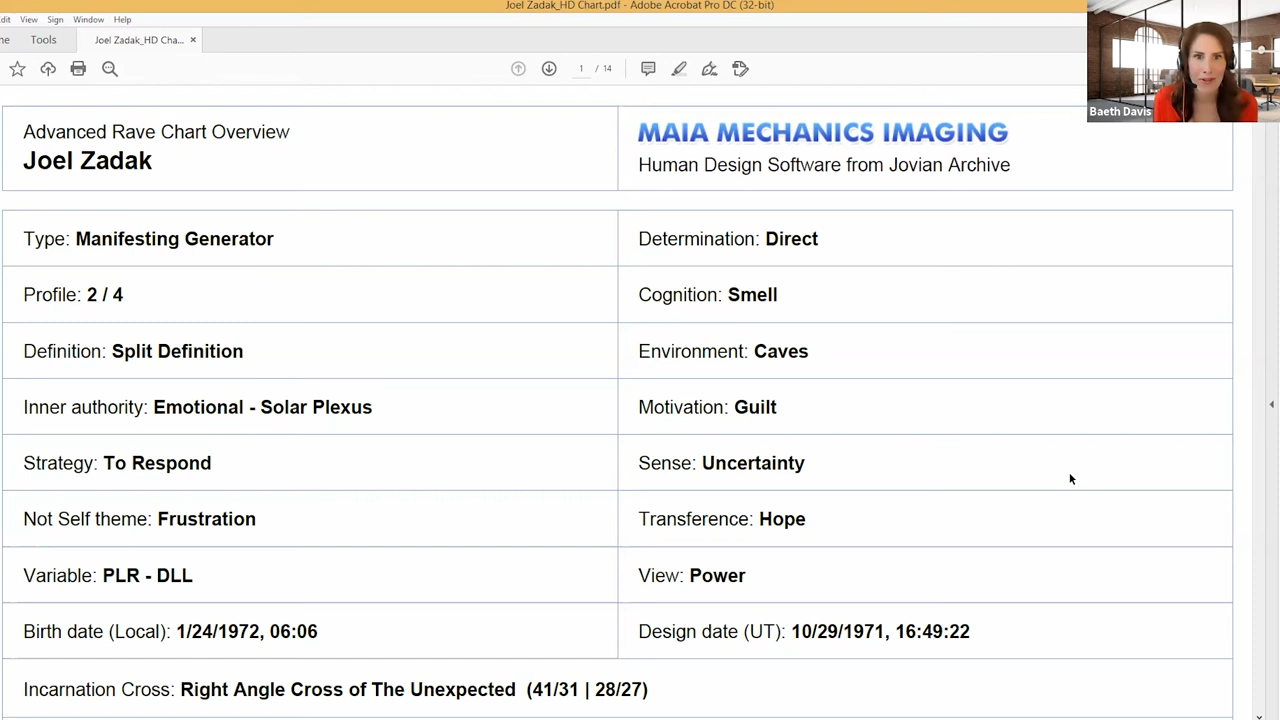 Joel Zadak_HD Chart.pdf - Adobe Acrobat Pro DC (32-bit)
dit View Sign Window Help
me Tools Joel Zadak_HD Cha... ×
1 / 14
Baeth Davis
Advanced Rave Chart Overview
Joel Zadak
MAIA MECHANICS IMAGING
Human Design Software from Jovian Archive
Type: Manifesting Generator
Determination: Direct
Profile: 2 / 4
Cognition: Smell
Definition: Split Definition
Environment: Caves
Inner authority: Emotional - Solar Plexus
Motivation: Guilt
Strategy: To Respond
Sense: Uncertainty
Not Self theme: Frustration
Transference: Hope
Variable: PLR - DLL
View: Power
Birth date (Local): 1/24/1972, 06:06
Design date (UT): 10/29/1971, 16:49:22
Incarnation Cross: Right Angle Cross of The Unexpected (41/31 | 28/27)